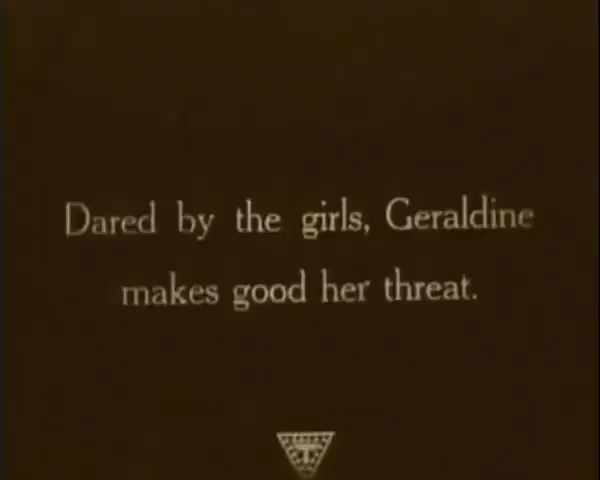 Dared by the girls, Geraldine
makes good her threat.